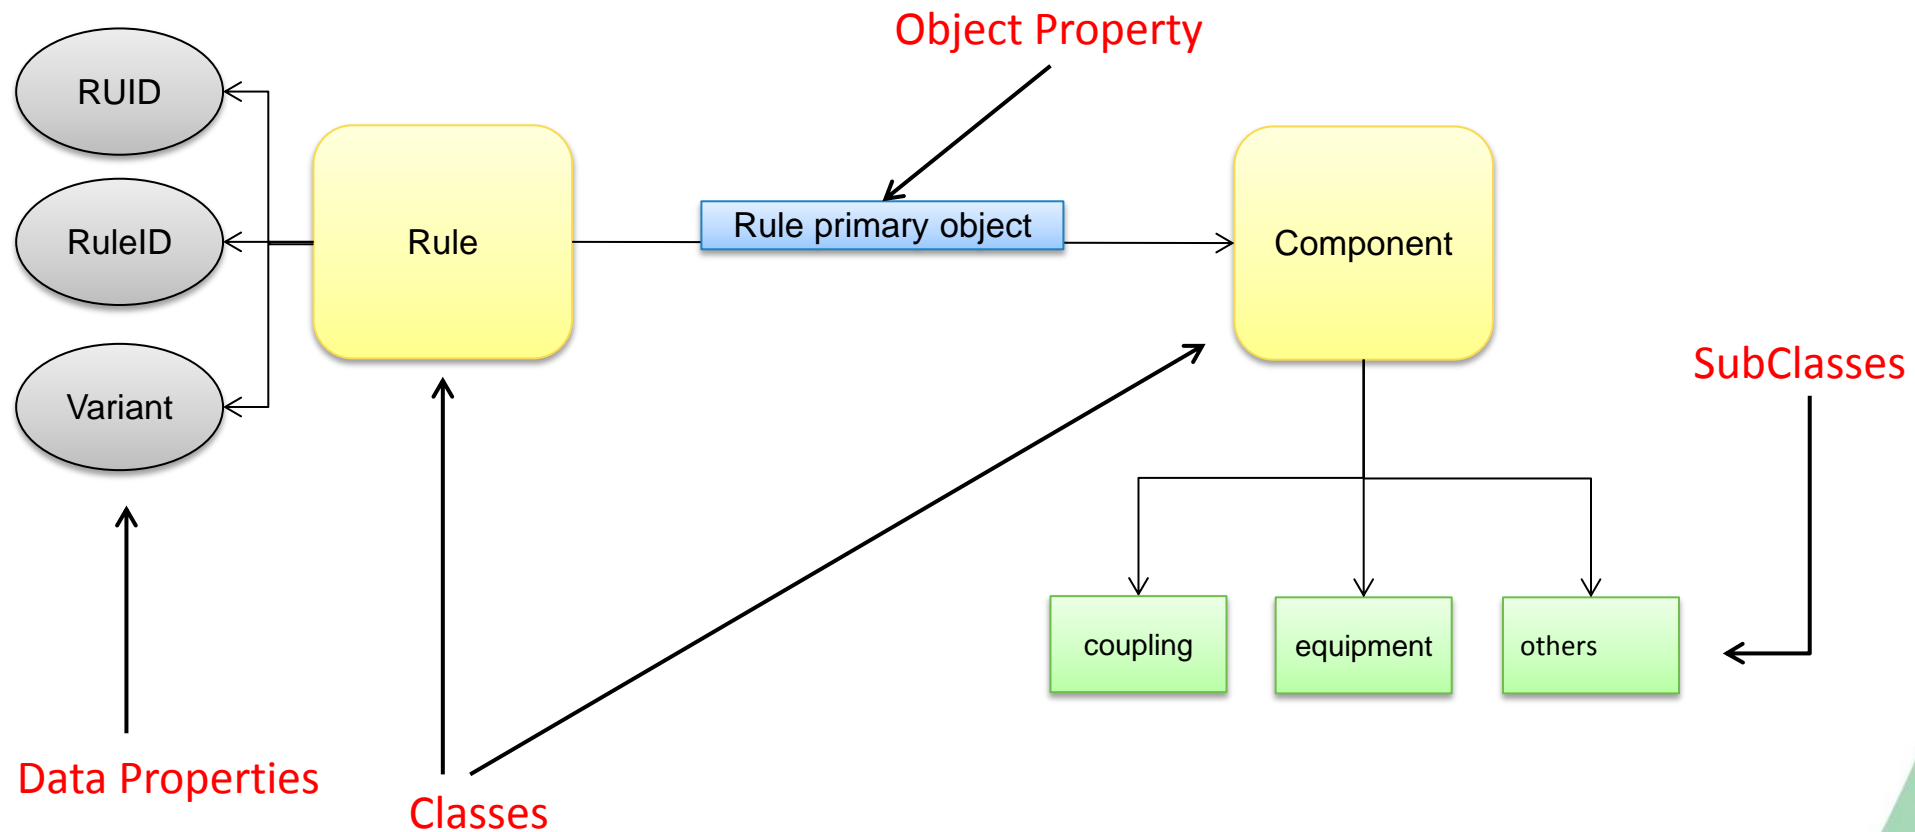 Object Property
RUID
RuleID
Variant
Rule
Rule primary object
Component
SubClasses
coupling
equipment
others
Data Properties
Classes